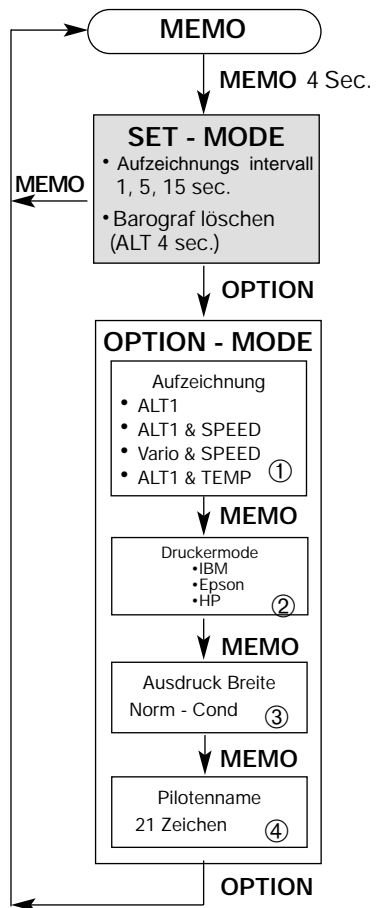 MEMO
MEMO 4 Sec.
SET - MODE
• Aufzeichnungs intervall
1, 5, 15 sec.
MEMO
• Barograf löschen
(ALT 4 sec.)
OPTION
OPTION - MODE
Aufzeichnung
• ALT1
• ALT1 & SPEED
• Vario & SPEED
• ALT1 & TEMP ①
MEMO
Druckermode
•IBM
•Epson
•HP ②
MEMO
Ausdruck Breite
Norm - Cond ③
MEMO
Pilotenname
21 Zeichen ④
OPTION